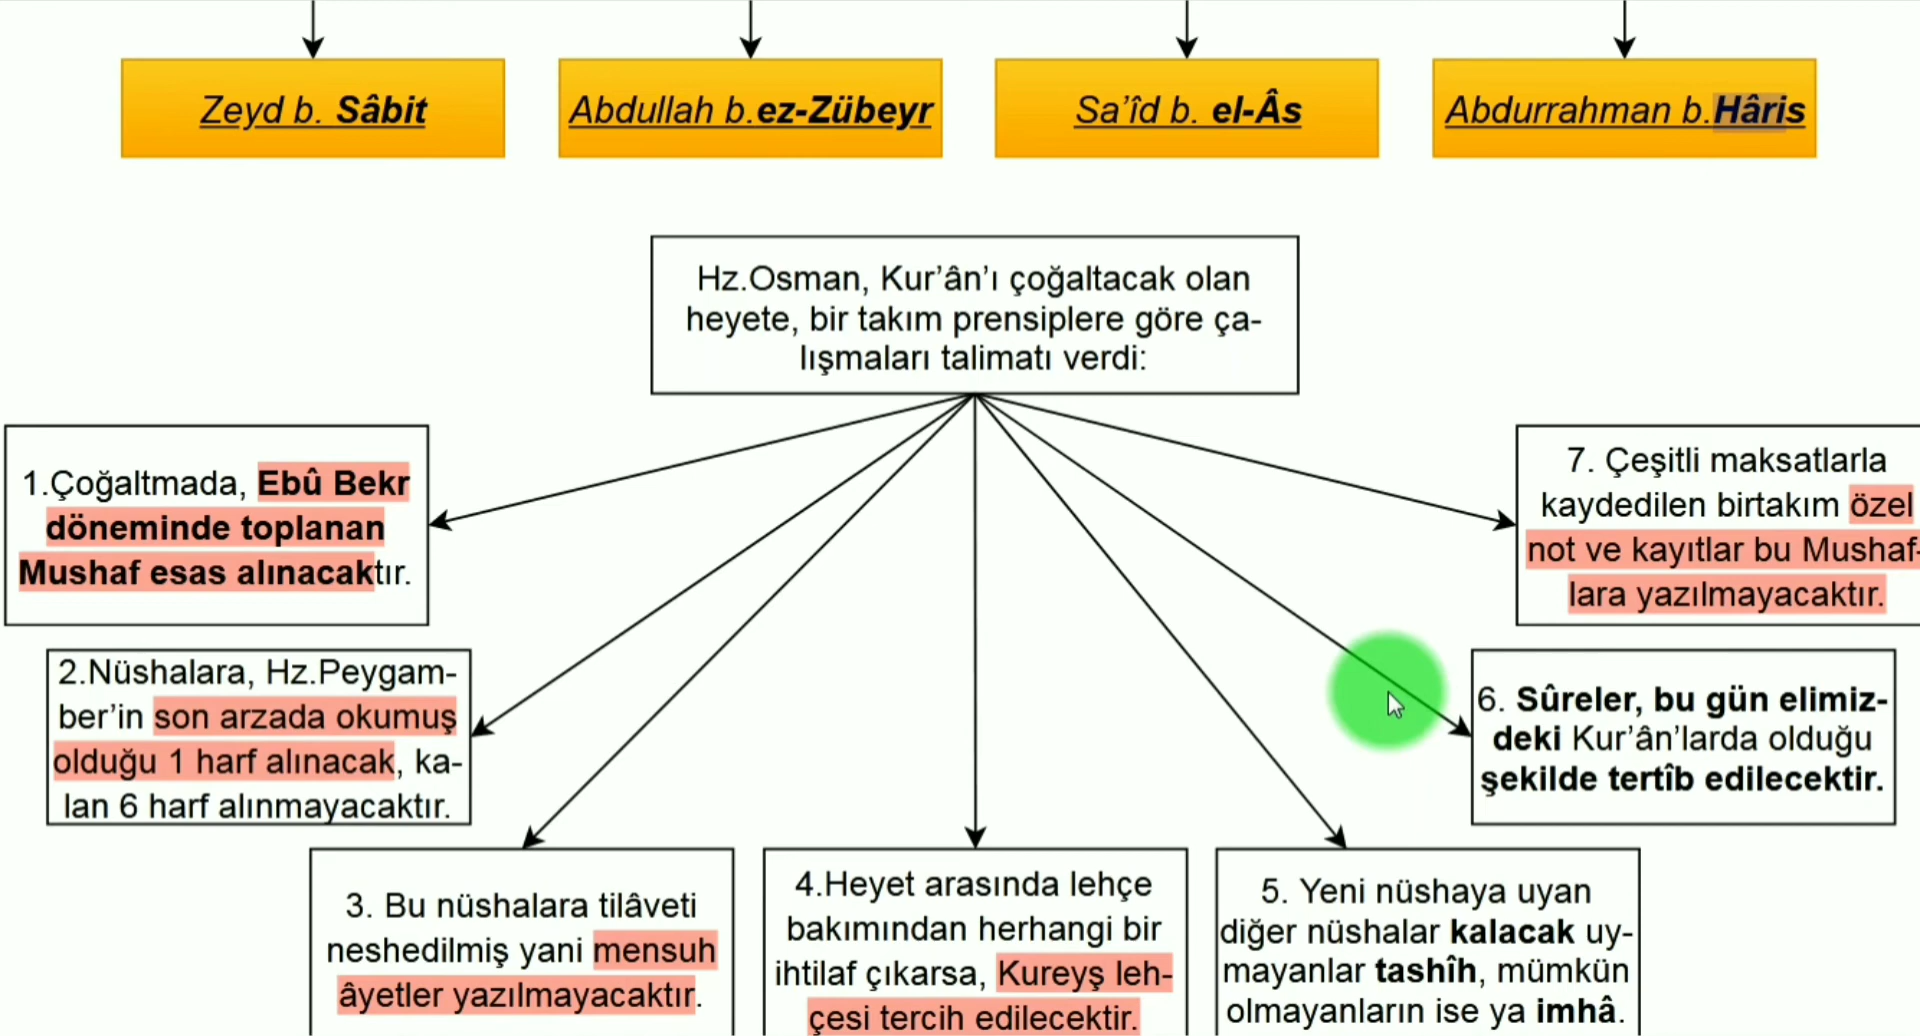 Zeyd b. Sâbit
Abdullah b.ez-Zübeyr
Sa’îd b. el-Âs
Abdurrahman b.Hâris
Hz.Osman, Kur’ân’ı çoğaltacak olan
heyete, bir takım prensiplere göre ça-
lışmaları talimatı verdi:
1.Çoğaltmada, Ebû Bekr
döneminde toplanan
Mushaf esas alınacaktır.
2.Nüshalara, Hz.Peygam-
ber’in son arzada okumuş
olduğu 1 harf alınacak, ka-
lan 6 harf alınmayacaktır.
3. Bu nüshalara tilâveti
neshedilmiş yani mensuh
âyetler yazılmayacaktır.
4.Heyet arasında lehçe
bakımından herhangi bir
ihtilaf çıkarsa, Kureyş leh-
çesi tercih edilecektir.
5. Yeni nüshaya uyan
diğer nüshalar kalacak uy-
mayanlar tashîh, mümkün
olmayanların ise ya imhâ.
6. Sûreler, bu gün elimiz-
deki Kur’ân’larda olduğu
şekilde tertîb edilecektir.
7. Çeşitli maksatlarla
kaydedilen birtakım özel
not ve kayıtlar bu Mushaf-
lara yazılmayacaktır.